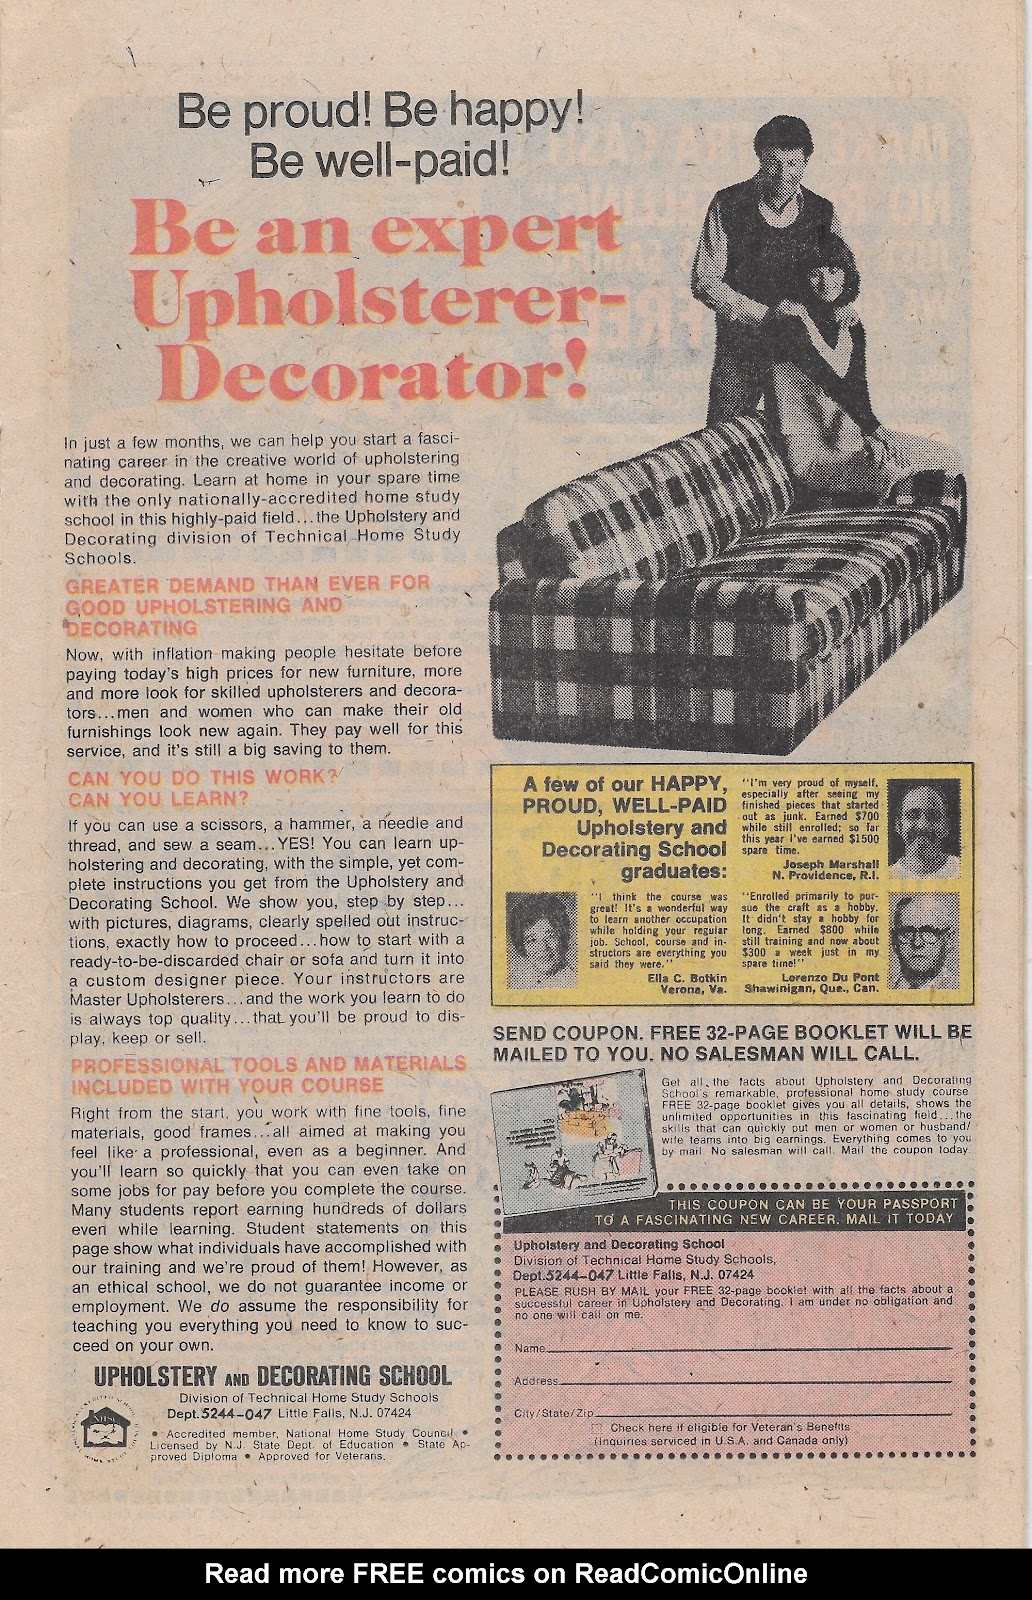 Be proud! Be happy!
Be well-paid!
Be an expert
Upholsterer-
Decorator!
In just a few months, we can help you start a fasci-
nating career in the creative world of upholstering
and decorating. Learn at home in your spare time
with the only nationally-accredited home study
school in this highly-paid field...the Upholstery and
Decorating division of Technical Home Study
Schools.
GREATER DEMAND THAN EVER FOR
GOOD UPHOLSTERING AND
DECORATING
Now, with inflation making people hesitate before
paying today's high prices for new furniture, more
and more look for skilled upholsterers and decora-
tors...men and women who can make their old
furnishings look new again. They pay well for this
service, and it's still a big saving to them.
CAN YOU DO THIS WORK?
CAN YOU LEARN?
If you can use a scissors, a hammer, a needle and
thread, and sew a seam...YES! You can learn up-
holstering and decorating, with the simple, yet com-
plete instructions you get from the Upholstery and
Decorating School. We show you, step by step...
with pictures, diagrams, clearly spelled out instruc-
tions, exactly how to proceed...how to start with a
ready-to-be-discarded chair or sofa and turn it into
a custom designer piece. Your instructors are
Master Upholsterers...and the work you learn to do
is always top quality...that you'll be proud to dis-
play, keep or sell.
PROFESSIONAL TOOLS AND MATERIALS
INCLUDED WITH YOUR COURSE
Right from the start, you work with fine tools, fine
materials, good frames...all aimed at making you
feel like a professional, even as a beginner. And
you'll learn so quickly that you can even take on
some jobs for pay before you complete the course.
Many students report earning hundreds of dollars
even while learning. Student statements on this
page show what individuals have accomplished with
our training and we're proud of them! However, as
an ethical school, we do not guarantee income or
employment. We do assume the responsibility for
teaching you everything you need to know to suc-
ceed on your own.
UPHOLSTERY AND DECORATING SCHOOL
Division of Technical Home Study Schools
Dept. 5244-047 Little Falls, N.J. 07424
• Accredited member, National Home Study Council •
Licensed by N.J. State Dept. of Education • State Ap-
proved Diploma • Approved for Veterans.
NHSC
A few of our HAPPY,
PROUD, WELL-PAID
Upholstery and
Decorating School
graduates:
"I think the course was
great! It's a wonderful way
to learn another occupation
while holding your regular
job. School, course and in-
structors are everything you
said they were."
Ella C. Botkin
Verona, Va.
"I'm very proud of myself,
especially after seeing my
finished pieces that started
out as junk. Earned $700
while still enrolled; so far
this year I've earned $1500
spare time.
Joseph Marshall
N. Providence, R.I.
"Enrolled primarily to pur-
sue the craft as a hobby.
It didn't stay a hobby for
long. Earned $800 while
still training and now about
$300 a week just in my
spare time!"
Lorenzo Du Pont
Shawinigan, Que., Can.
SEND COUPON. FREE 32-PAGE BOOKLET WILL BE
MAILED TO YOU. NO SALESMAN WILL CALL.
Get all the facts about Upholstery and Decorating
School's remarkable, professional home study course
FREE 32-page booklet gives you all details, shows the
unlimited opportunities in this fascinating field...the
skills that can quickly put men or women or husband/
wife teams into big earnings. Everything comes to you
by mail. No salesman will call. Mail the coupon today.
THIS COUPON CAN BE YOUR PASSPORT
TO A FASCINATING NEW CAREER. MAIL IT TODAY
Upholstery and Decorating School
Division of Technical Home Study Schools,
Dept. 5244-047 Little Falls, N.J. 07424
PLEASE RUSH BY MAIL your FREE 32-page booklet with all the facts about a
successful career in Upholstery and Decorating. I am under no obligation and
no one will call on me.
Name
Address
City/State/Zip
Check here if eligible for Veteran's Benefits
(Inquiries serviced in U.S.A. and Canada only)
Read more FREE comics on ReadComicOnline